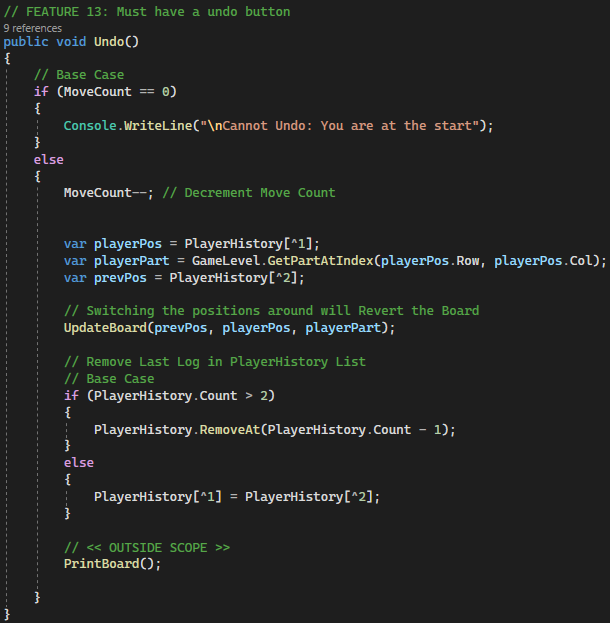 // FEATURE 13: Must have a undo button
9 references
public void Undo()
{
// Base Case
if (MoveCount == 0)
{
Console.WriteLine("\nCannot Undo: You are at the start");
}
else
{
MoveCount--; // Decrement Move Count
var playerPos = PlayerHistory[^1];
var playerPart = GameLevel.GetPartAtIndex(playerPos.Row, playerPos.Col);
var prevPos = PlayerHistory[^2];
// Switching the positions around will Revert the Board
UpdateBoard(prevPos, playerPos, playerPart);
// Remove Last Log in PlayerHistory List
// Base Case
if (PlayerHistory.Count > 2)
{
PlayerHistory.RemoveAt(PlayerHistory.Count - 1);
}
else
{
PlayerHistory[^1] = PlayerHistory[^2];
}
// << OUTSIDE SCOPE >>
PrintBoard();
}
}